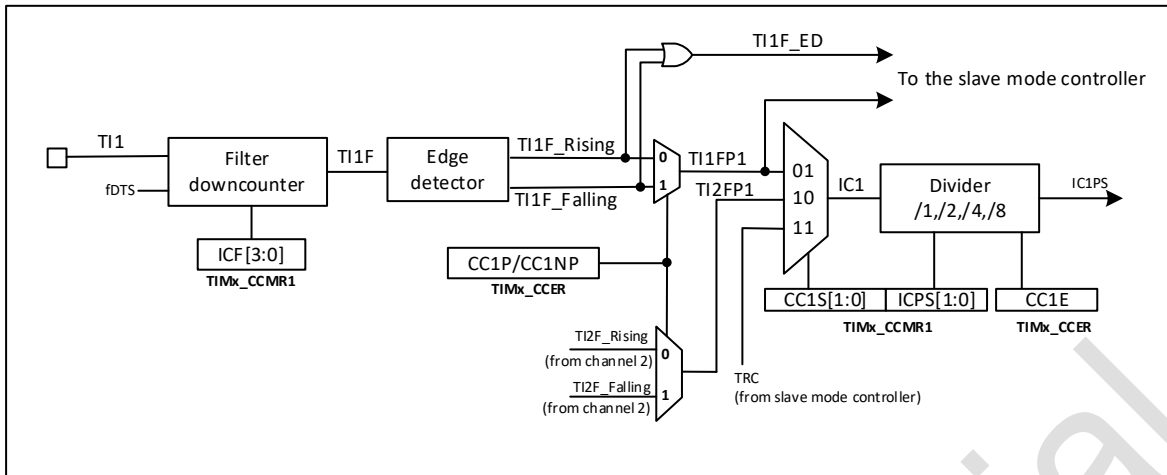 TI1F_ED
To the slave mode controller
TI1
fDTS
Filter
downcounter
TI1F
Edge
detector
TI1F_Rising
TI1F_Falling
0
1
TI1FP1
TI2FP1
01
10
11
IC1
Divider
/1,/2,/4,/8
IC1PS
ICF[3:0]
TIMx_CCMR1
CC1P/CC1NP
TIMx_CCER
CC1S[1:0]
ICPS[1:0]
TIMx_CCMR1
CC1E
TIMx_CCER
TI2F_Rising
(from channel 2)
TI2F_Falling
(from channel 2)
0
1
TRC
(from slave mode controller)